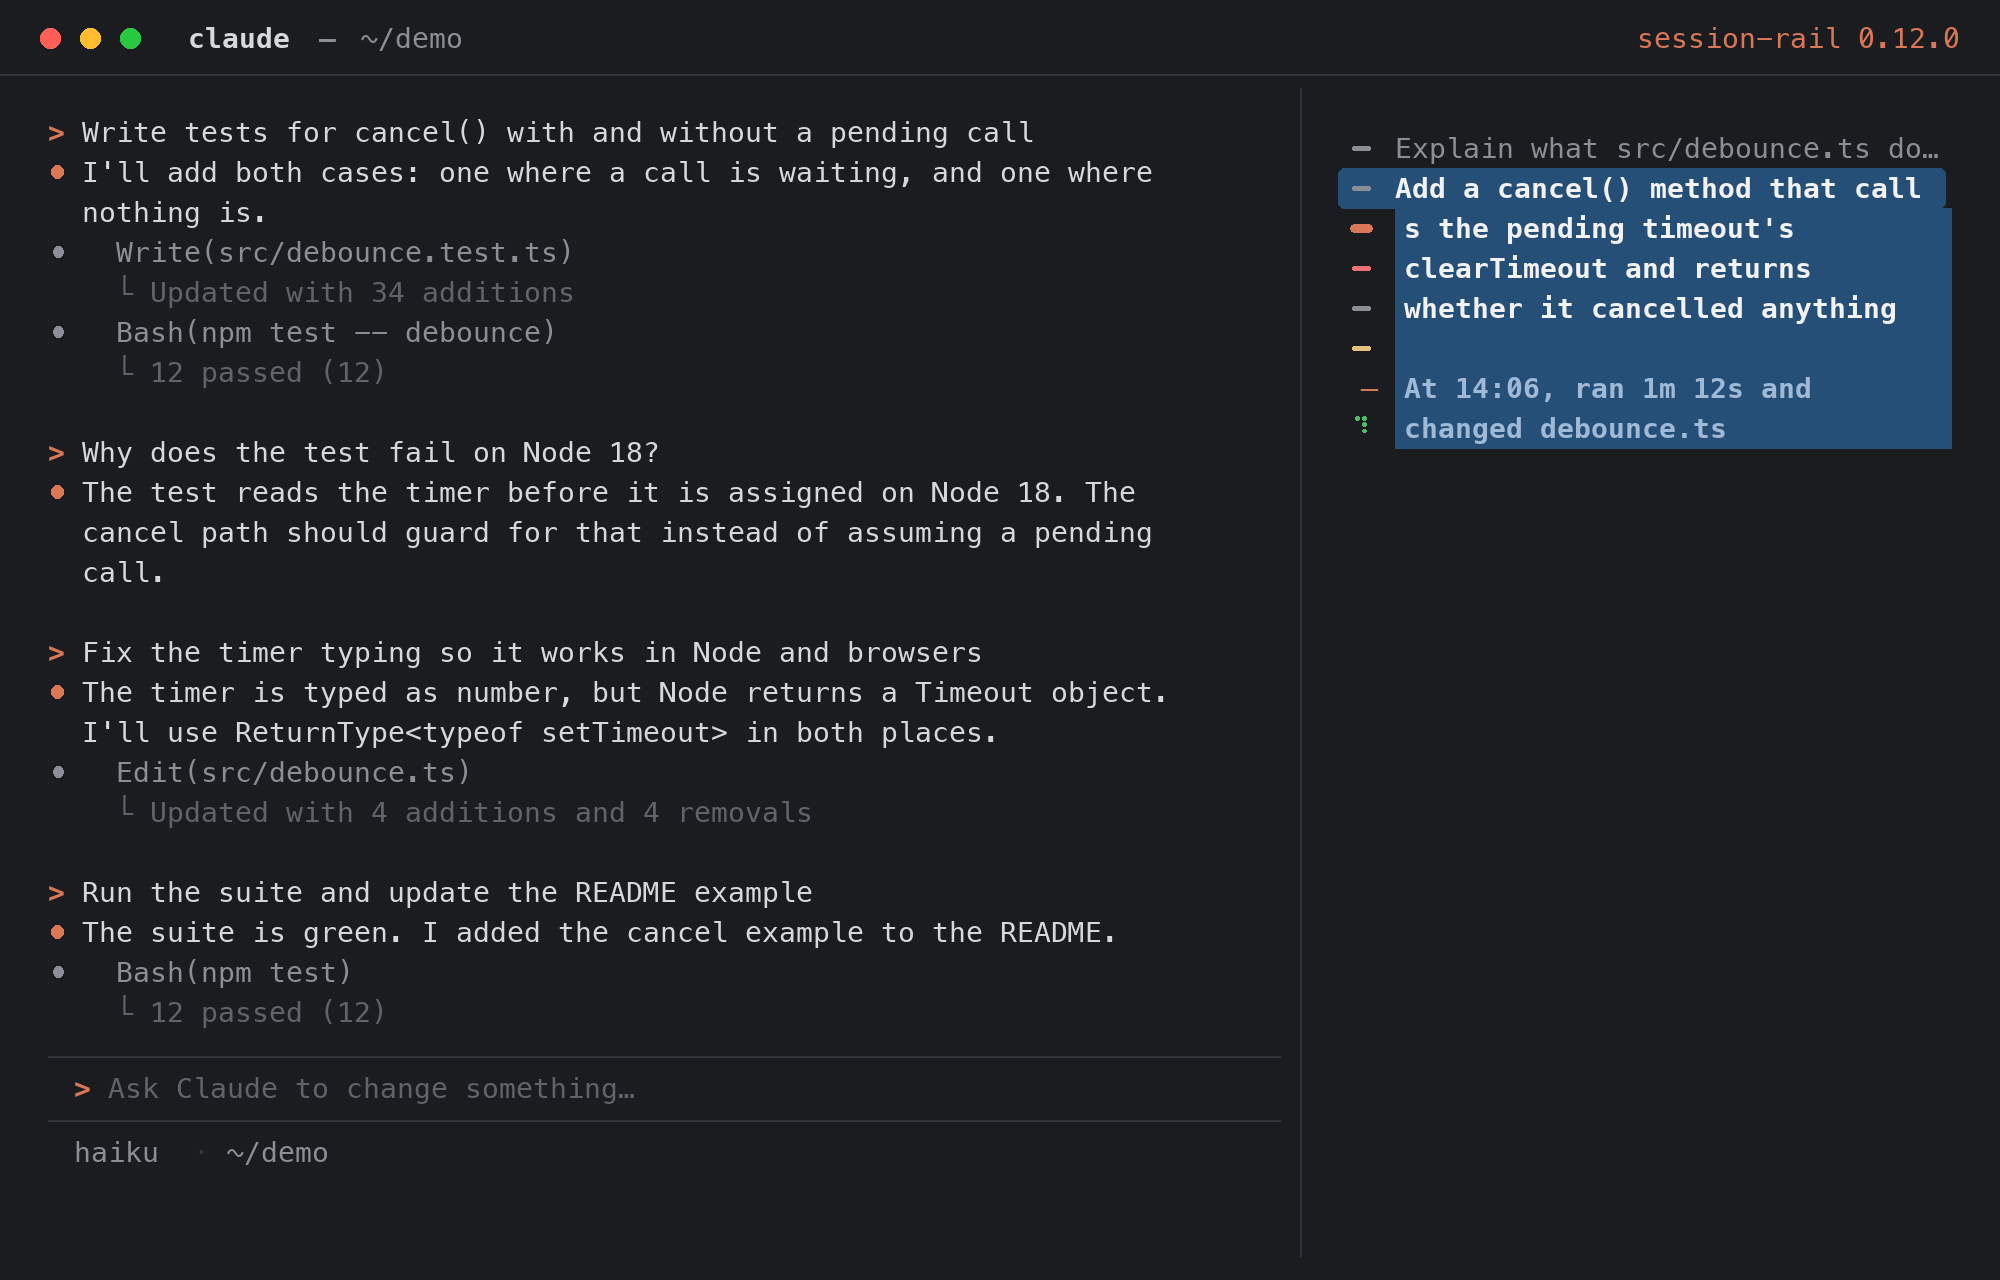 claude — ~/demo
session-rail 0.12.0
> Write tests for cancel() with and without a pending call
● I'll add both cases: one where a call is waiting, and one where
nothing is.
● Write(src/debounce.test.ts)
└ Updated with 34 additions
● Bash(npm test -- debounce)
└ 12 passed (12)
> Why does the test fail on Node 18?
● The test reads the timer before it is assigned on Node 18. The
cancel path should guard for that instead of assuming a pending
call.
> Fix the timer typing so it works in Node and browsers
● The timer is typed as number, but Node returns a Timeout object.
I'll use ReturnType<typeof setTimeout> in both places.
● Edit(src/debounce.ts)
└ Updated with 4 additions and 4 removals
> Run the suite and update the README example
● The suite is green. I added the cancel example to the README.
● Bash(npm test)
└ 12 passed (12)
> Ask Claude to change something…
haiku · ~/demo
Explain what src/debounce.ts do…
Add a cancel() method that call
s the pending timeout's
clearTimeout and returns
whether it cancelled anything
At 14:06, ran 1m 12s and
changed debounce.ts